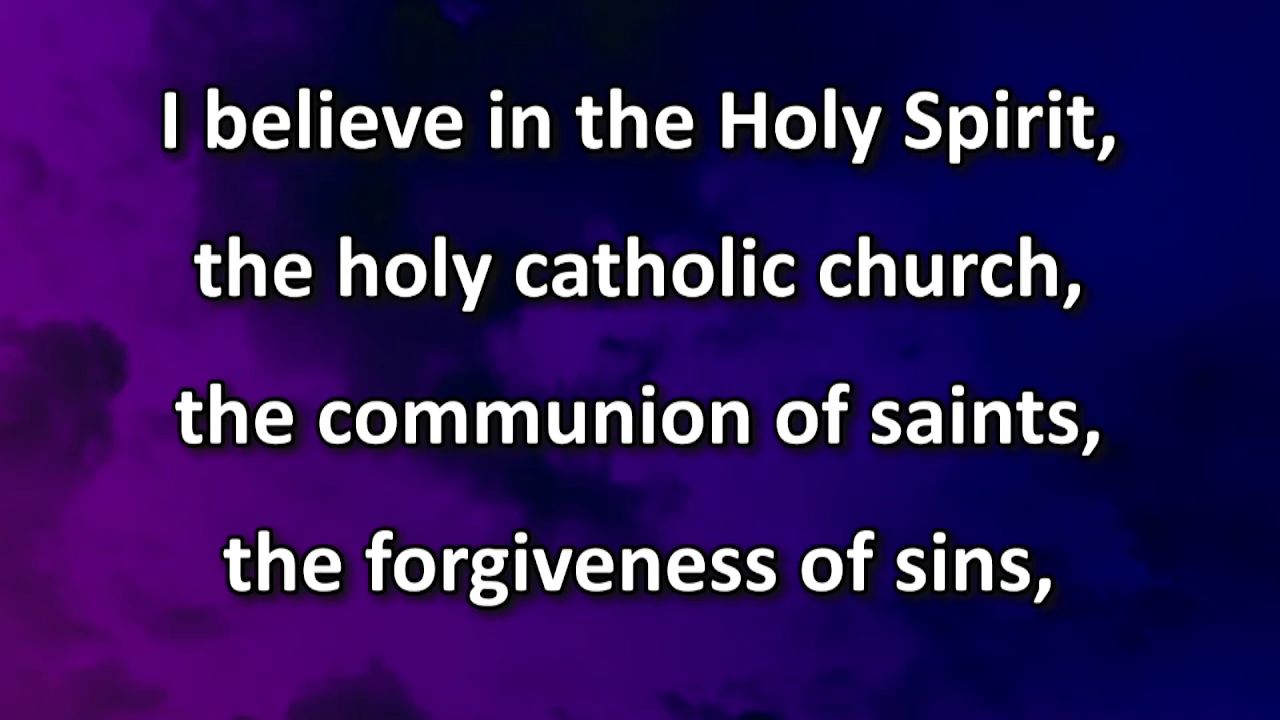 I believe in the Holy Spirit,
the holy catholic church,
the communion of saints,
the forgiveness of sins,